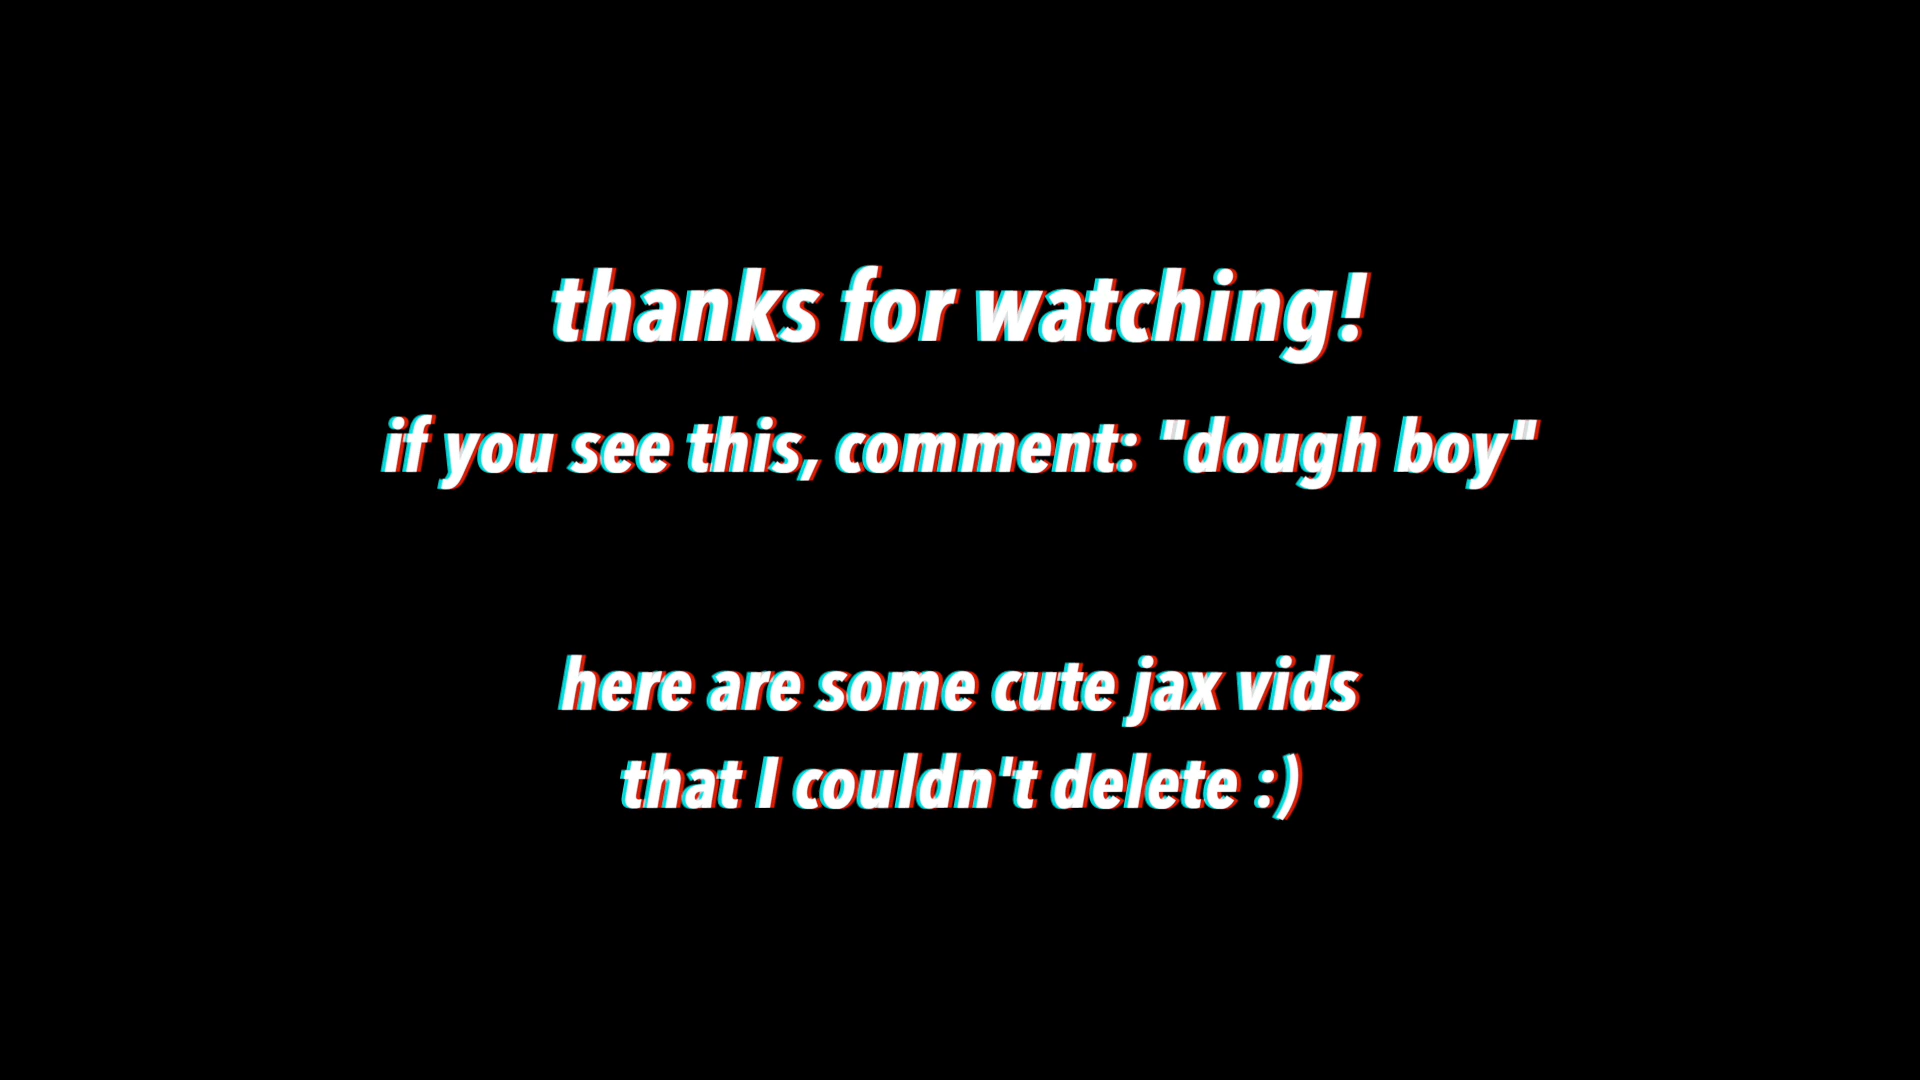 thanks for watching!
if you see this, comment: "dough boy"
here are some cute jax vids
that I couldn't delete :)